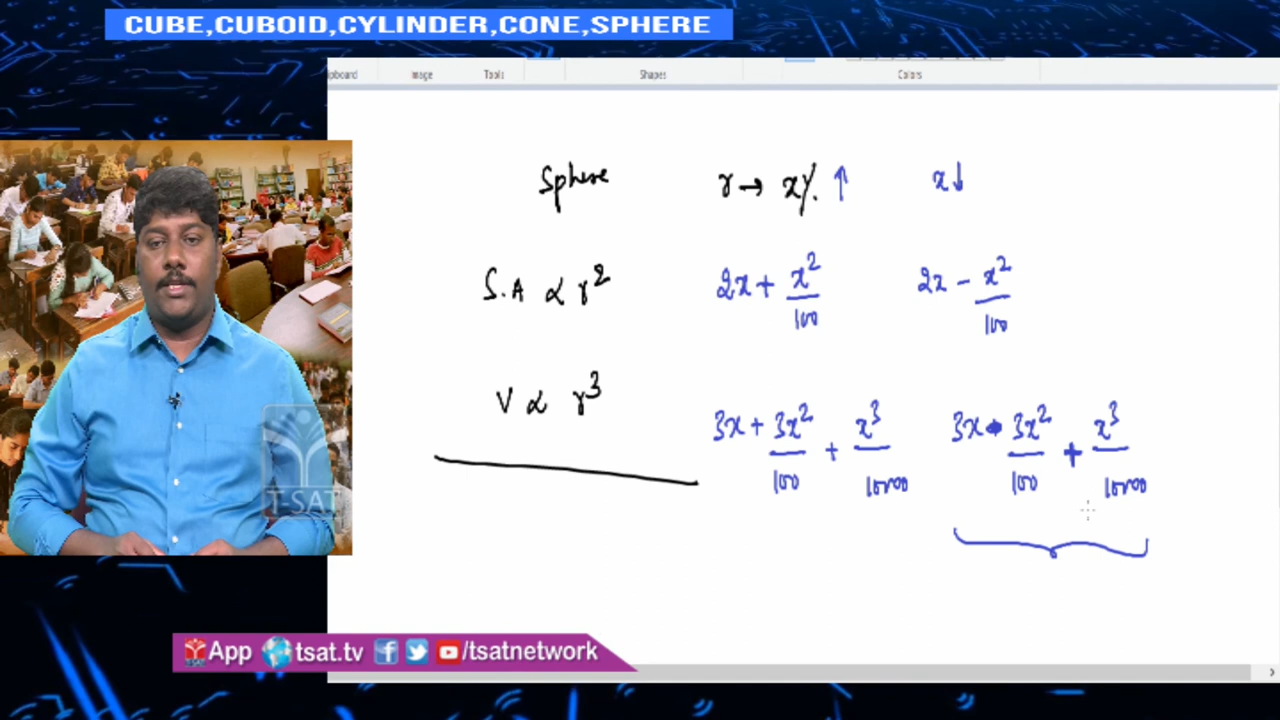 CUBE,CUBOID,CYLINDER,CONE,SPHERE
Image Tools Shapes Colors
Sphere r → x% ↑ x↓
S.A ∝ r² 2x + x²/100 2x - x²/100
V ∝ r³ 3x + 3x²/100 + x³/10000 3x - 3x²/100 + x³/10000
T-SAT
App tsat.tv /tsatnetwork